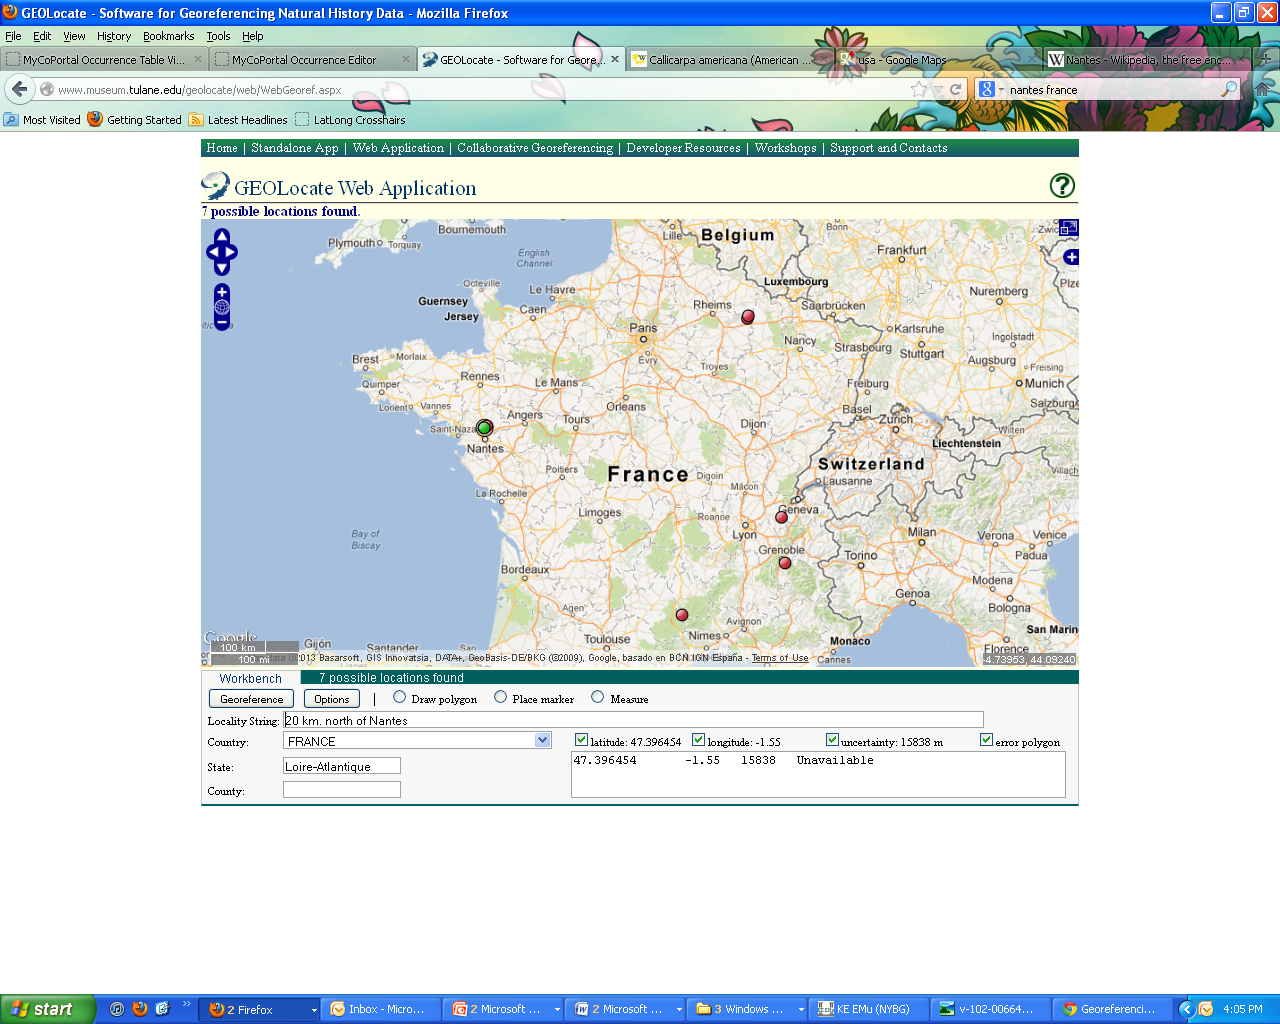 GEOLocate - Software for Georeferencing Natural History Data - Mozilla Firefox
File Edit View History Bookmarks Tools Help
MyCoPortal Occurrence Table Vi... MyCoPortal Occurrence Editor GEOLocate - Software for Geore... Callicarpa americana (American ... usa - Google Maps Nantes - Wikipedia, the free enc...
www.museum.tulane.edu/geolocate/web/WebGeoref.aspx nantes france
Most Visited Getting Started Latest Headlines LatLong Crosshairs
Home | Standalone App | Web Application | Collaborative Georeferencing | Developer Resources | Workshops | Support and Contacts
GEOLocate Web Application
7 possible locations found.
Bournemouth Lille Belgium Bonn
Plymouth Torquay Frankfurt
English Channel
Luxembourg
Octeville Le Havre Nuremberg
Guernsey Rheims Saarbrücken
Jersey Caen
Paris Karlsruhe Ingolstadt
Nancy Strasbourg Stuttgart
Brest Morlaix Évry Augsburg Freising
Quimper Rennes Le Mans Troyes Freiburg Munich
Lorient Vannes Orleans Basel Salzburg
Saint-Naza Angers Tours Dijon Zurich Wilten
Nantes Liechtenstein
Poitiers France Digoin Switzerland Villach
Lausanne
La Rochelle Mâcon
Limoges Roanne Geneva
Bay of Biscay Lyon Milan Venice Verona
Grenoble Torino Padua
Bordeaux Modena
Agen Genoa Bologna
Avignon
Gijón Santander Toulouse Nimes Monaco San Marin
Cannes Florence
Google
100 km
100 mi
©2013 Basarsoft, GIS Innovatsia, DATA+, GeoBasis-DE/BKG (©2009), Google, basado en BCN IGN España - Terms of Use
-4.73953, 44.09240
Workbench 7 possible locations found
Georeference Options | Draw polygon Place marker Measure
Locality String: 20 km. north of Nantes
Country: FRANCE latitude: 47.396454 longitude: -1.55 uncertainty: 15838 m error polygon
47.396454 -1.55 15838 Unavailable
State: Loire-Atlantique
County:
start 2 Firefox Inbox - Micro... 2 Microsoft ... 2 Microsoft ... 3 Windows ... KE EMu (NYBG) v-102-00664... Georeferenci... 4:05 PM